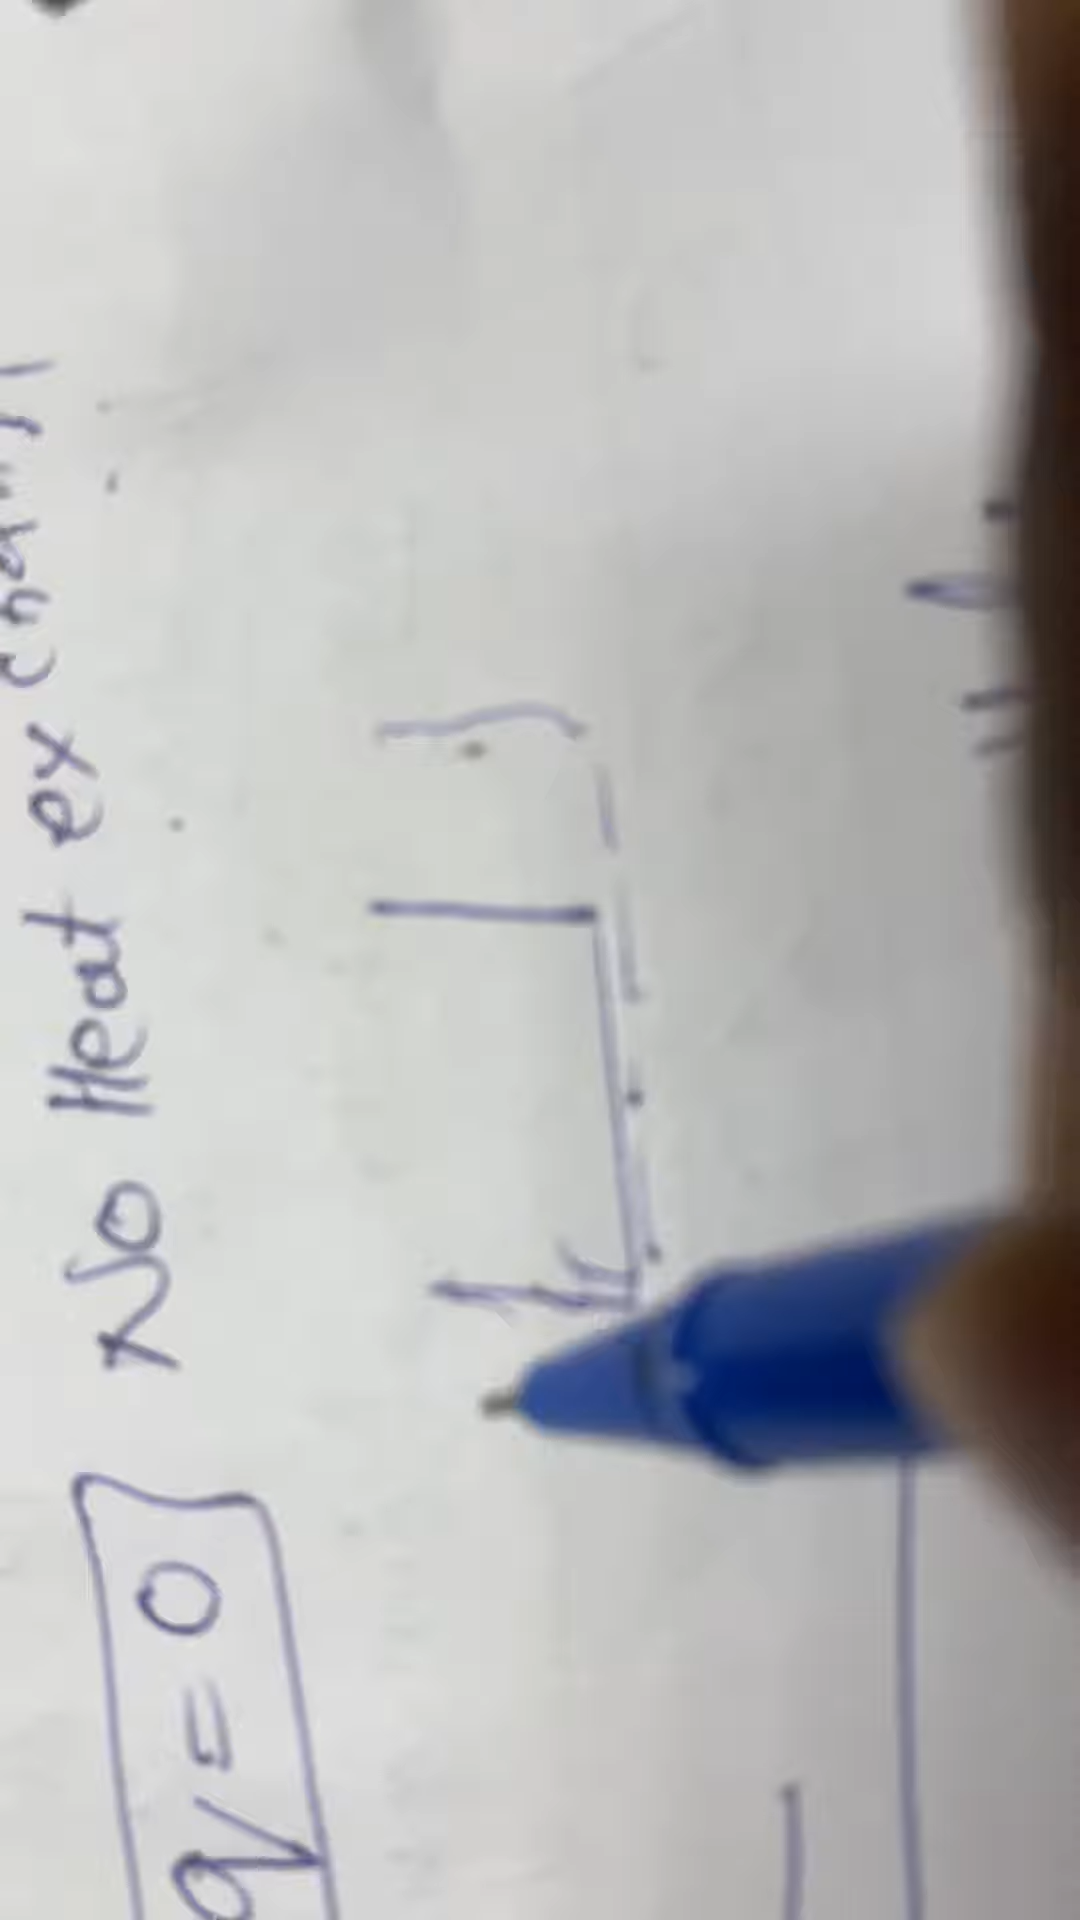 q = 0 No Heat ex